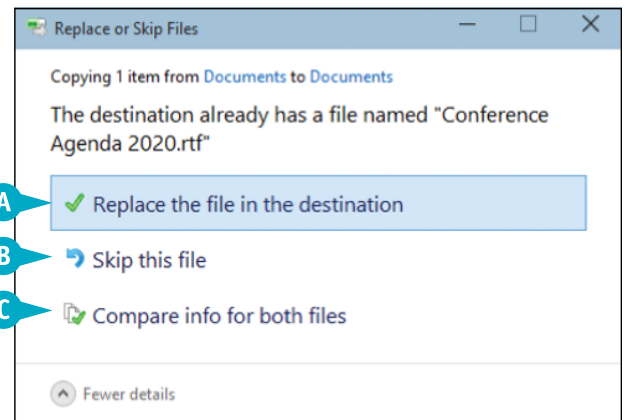 Replace or Skip Files
Copying 1 item from Documents to Documents
The destination already has a file named "Conference
Agenda 2020.rtf"
A Replace the file in the destination
B Skip this file
C Compare info for both files
Fewer details